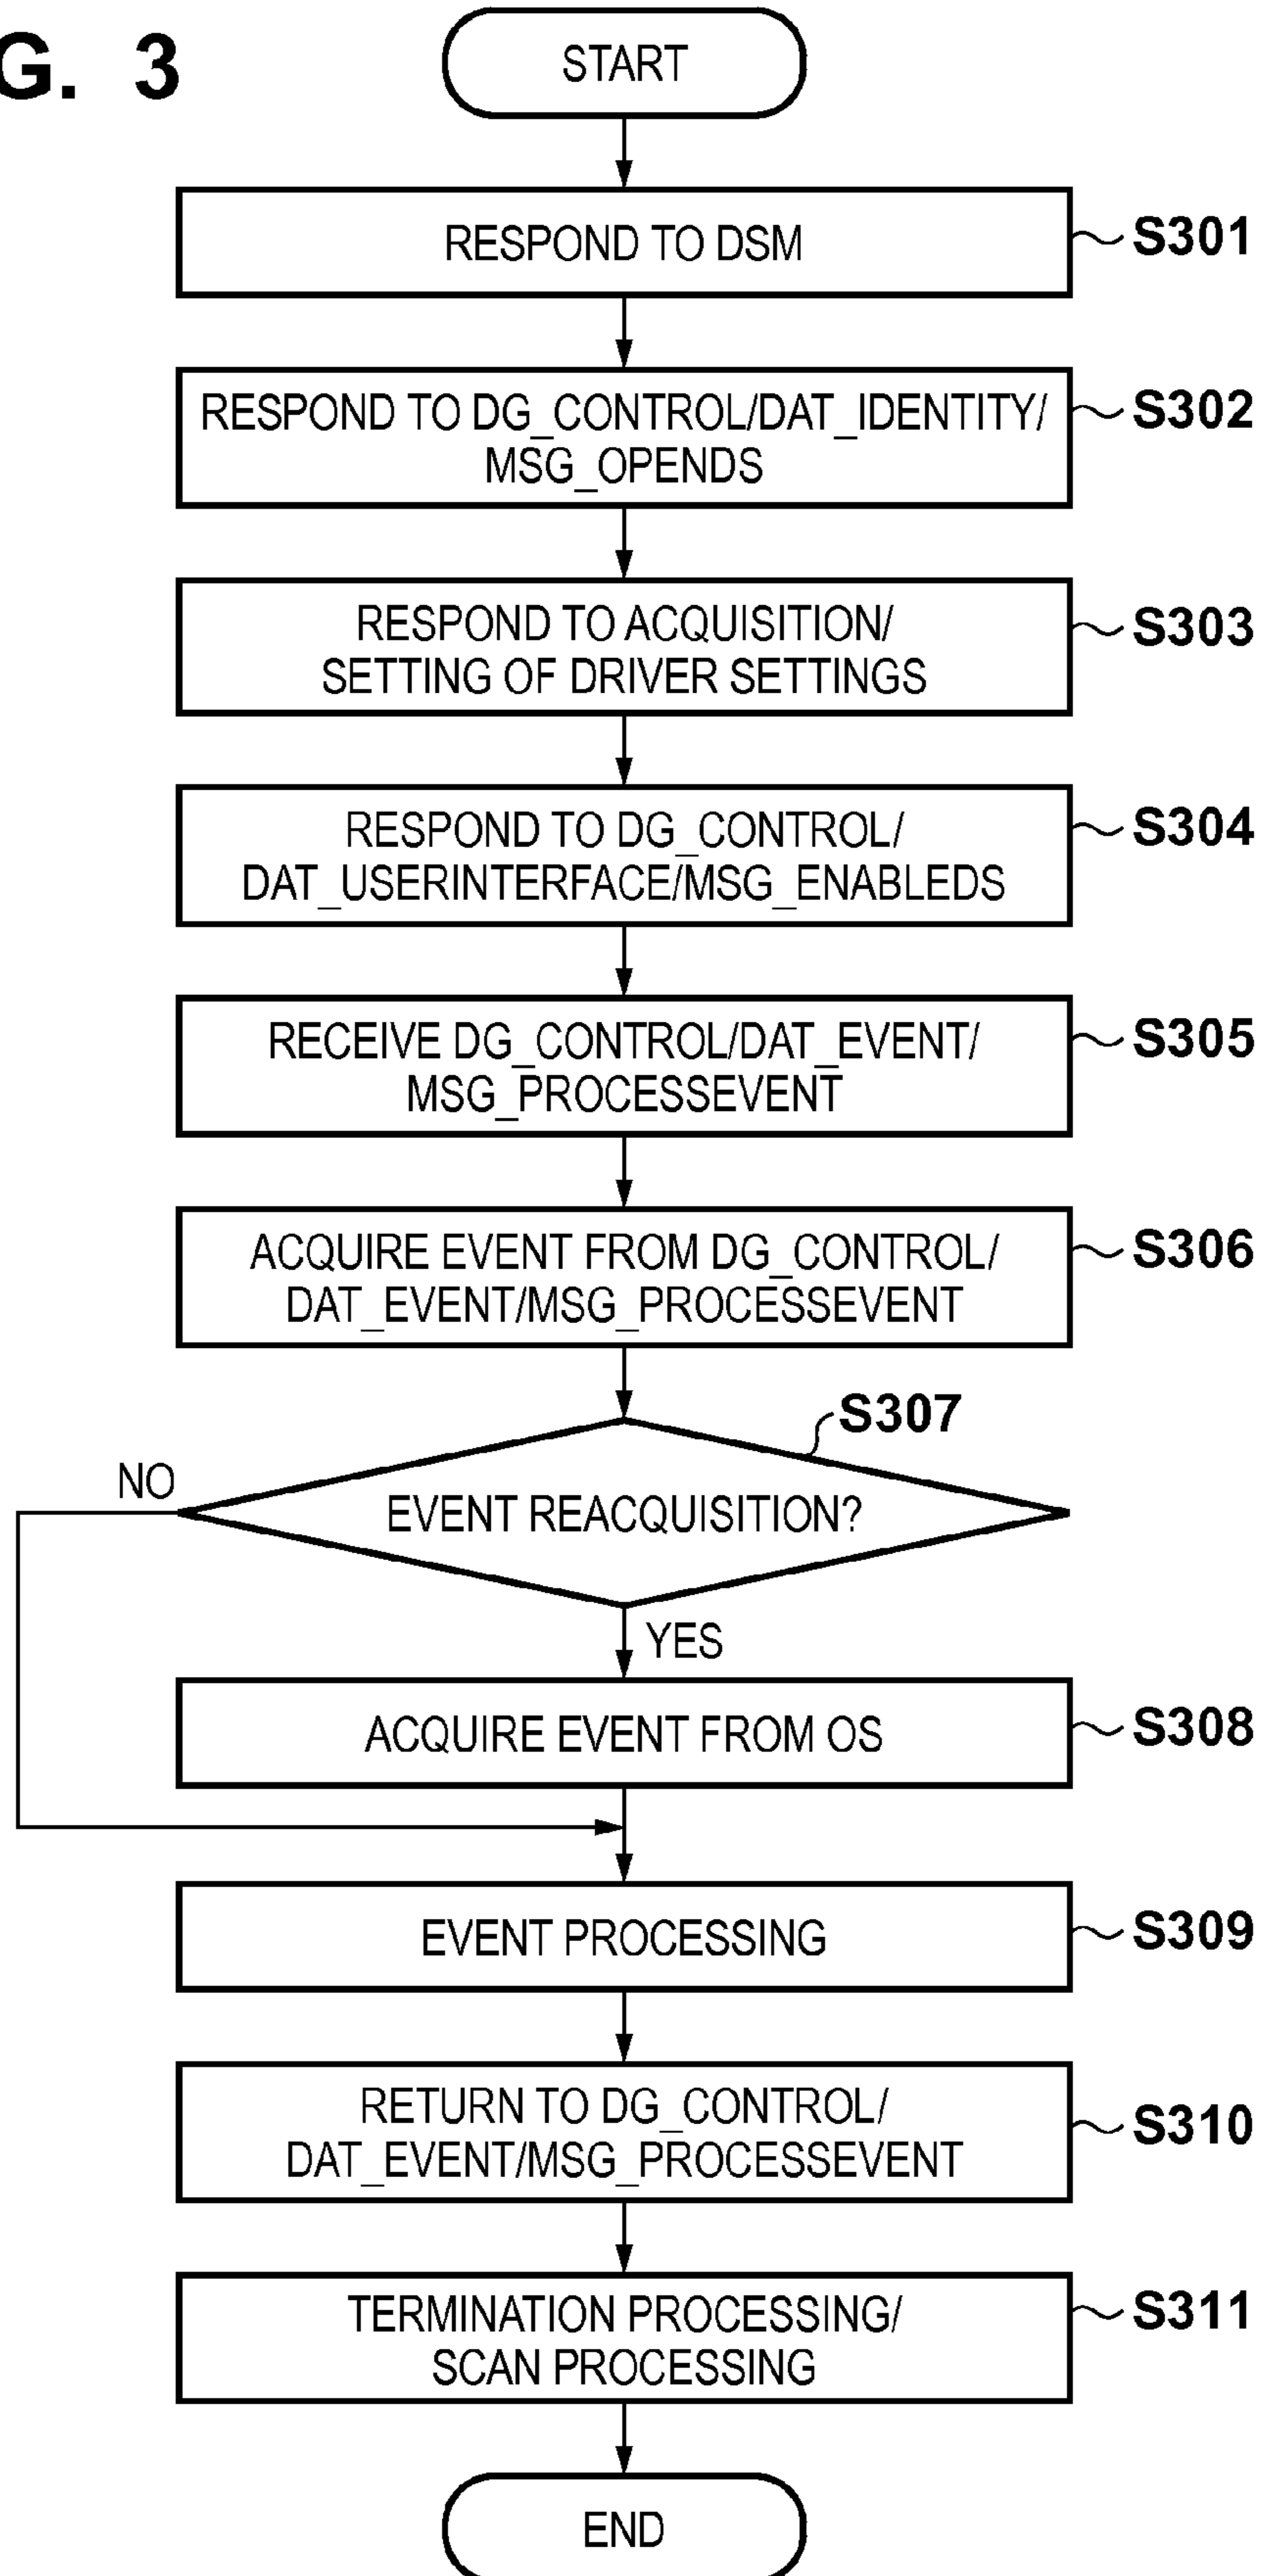 G. 3
START
RESPOND TO DSM
S301
RESPOND TO DG_CONTROL/DAT_IDENTITY/
MSG_OPENDS
S302
RESPOND TO ACQUISITION/
SETTING OF DRIVER SETTINGS
S303
RESPOND TO DG_CONTROL/
DAT_USERINTERFACE/MSG_ENABLEDS
S304
RECEIVE DG_CONTROL/DAT_EVENT/
MSG_PROCESSEVENT
S305
ACQUIRE EVENT FROM DG_CONTROL/
DAT_EVENT/MSG_PROCESSEVENT
S306
S307
NO
EVENT REACQUISITION?
YES
ACQUIRE EVENT FROM OS
S308
EVENT PROCESSING
S309
RETURN TO DG_CONTROL/
DAT_EVENT/MSG_PROCESSEVENT
S310
TERMINATION PROCESSING/
SCAN PROCESSING
S311
END